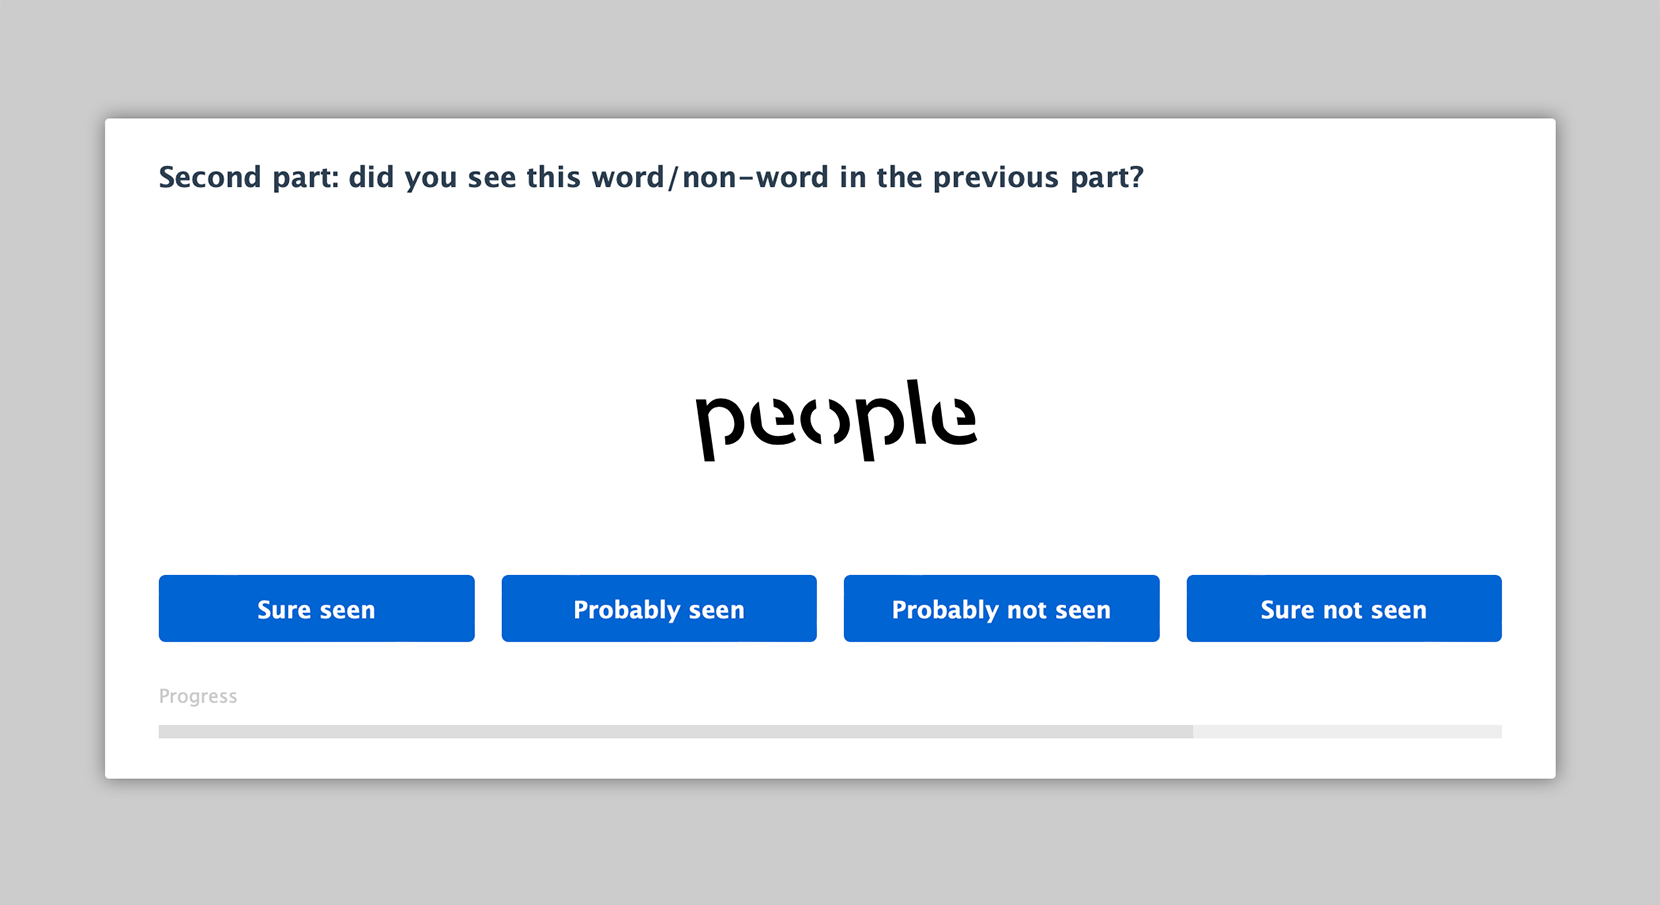 Second part: did you see this word/non-word in the previous part?
people
Sure seen
Probably seen
Probably not seen
Sure not seen
Progress